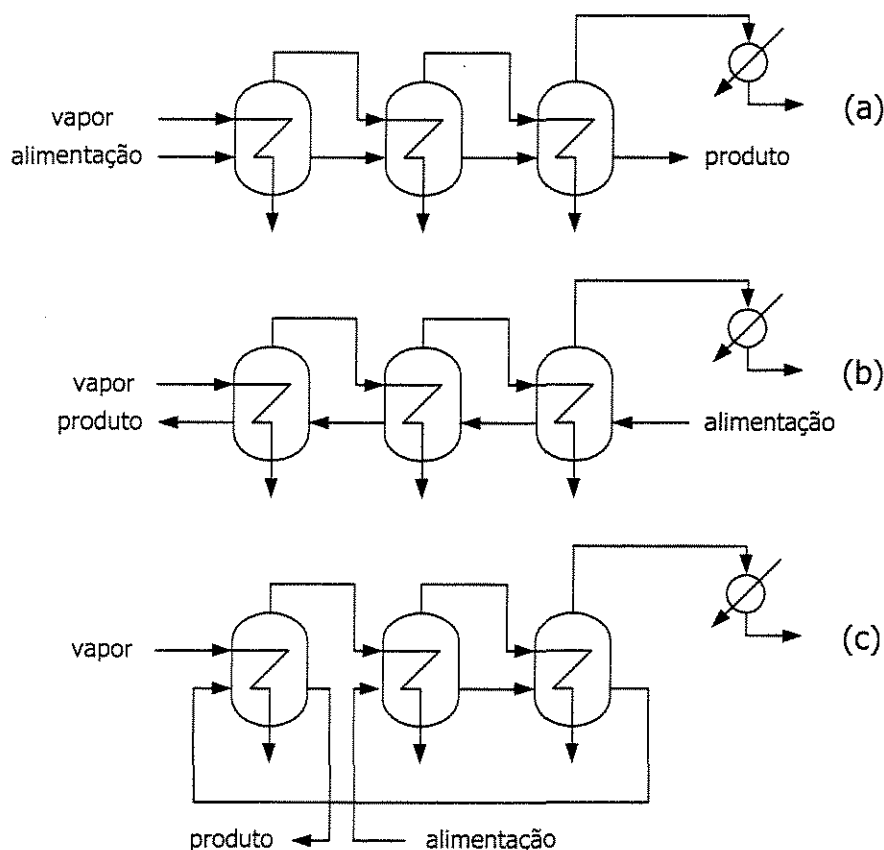 vapor
alimentação
produto
(a)
vapor
produto
alimentação
(b)
vapor
(c)
produto
alimentação